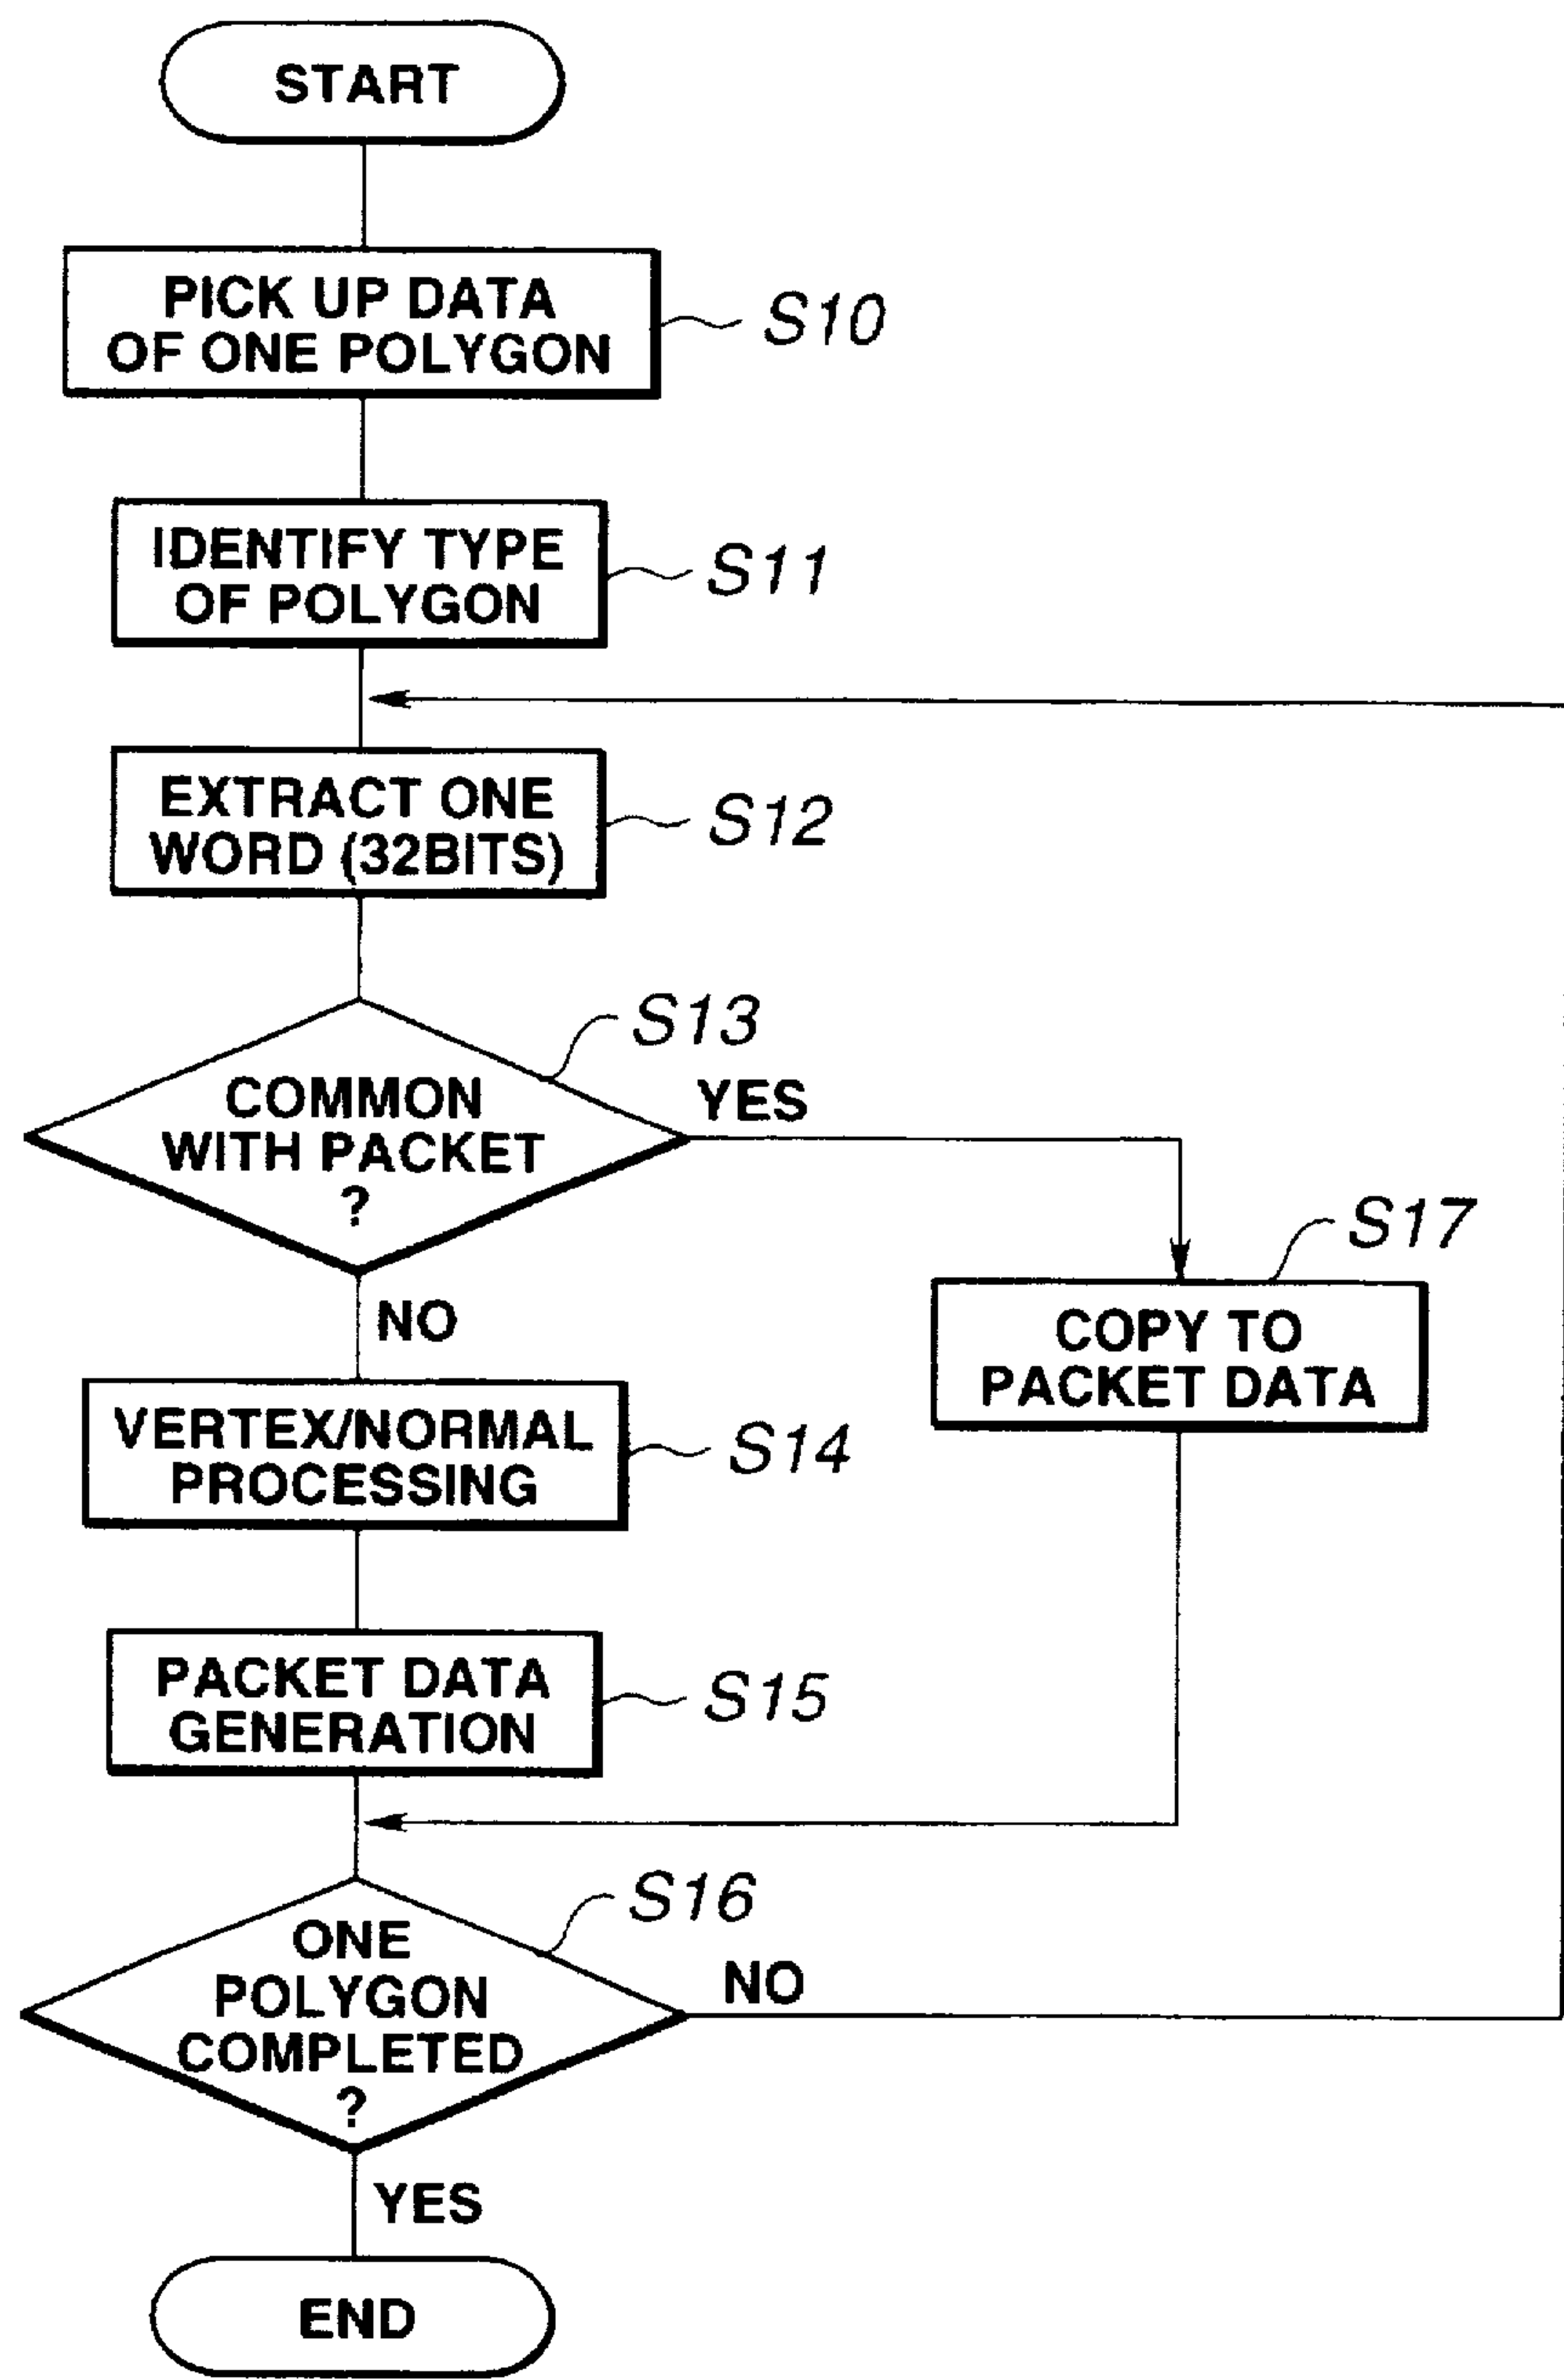 START
PICK UP DATA
OF ONE POLYGON
S10
IDENTIFY TYPE
OF POLYGON
S11
EXTRACT ONE
WORD (32BITS)
S12
S13
COMMON
WITH PACKET
?
YES
NO
S17
COPY TO
PACKET DATA
VERTEX/NORMAL
PROCESSING
S14
PACKET DATA
GENERATION
S15
S16
ONE
POLYGON
COMPLETED
?
NO
YES
END